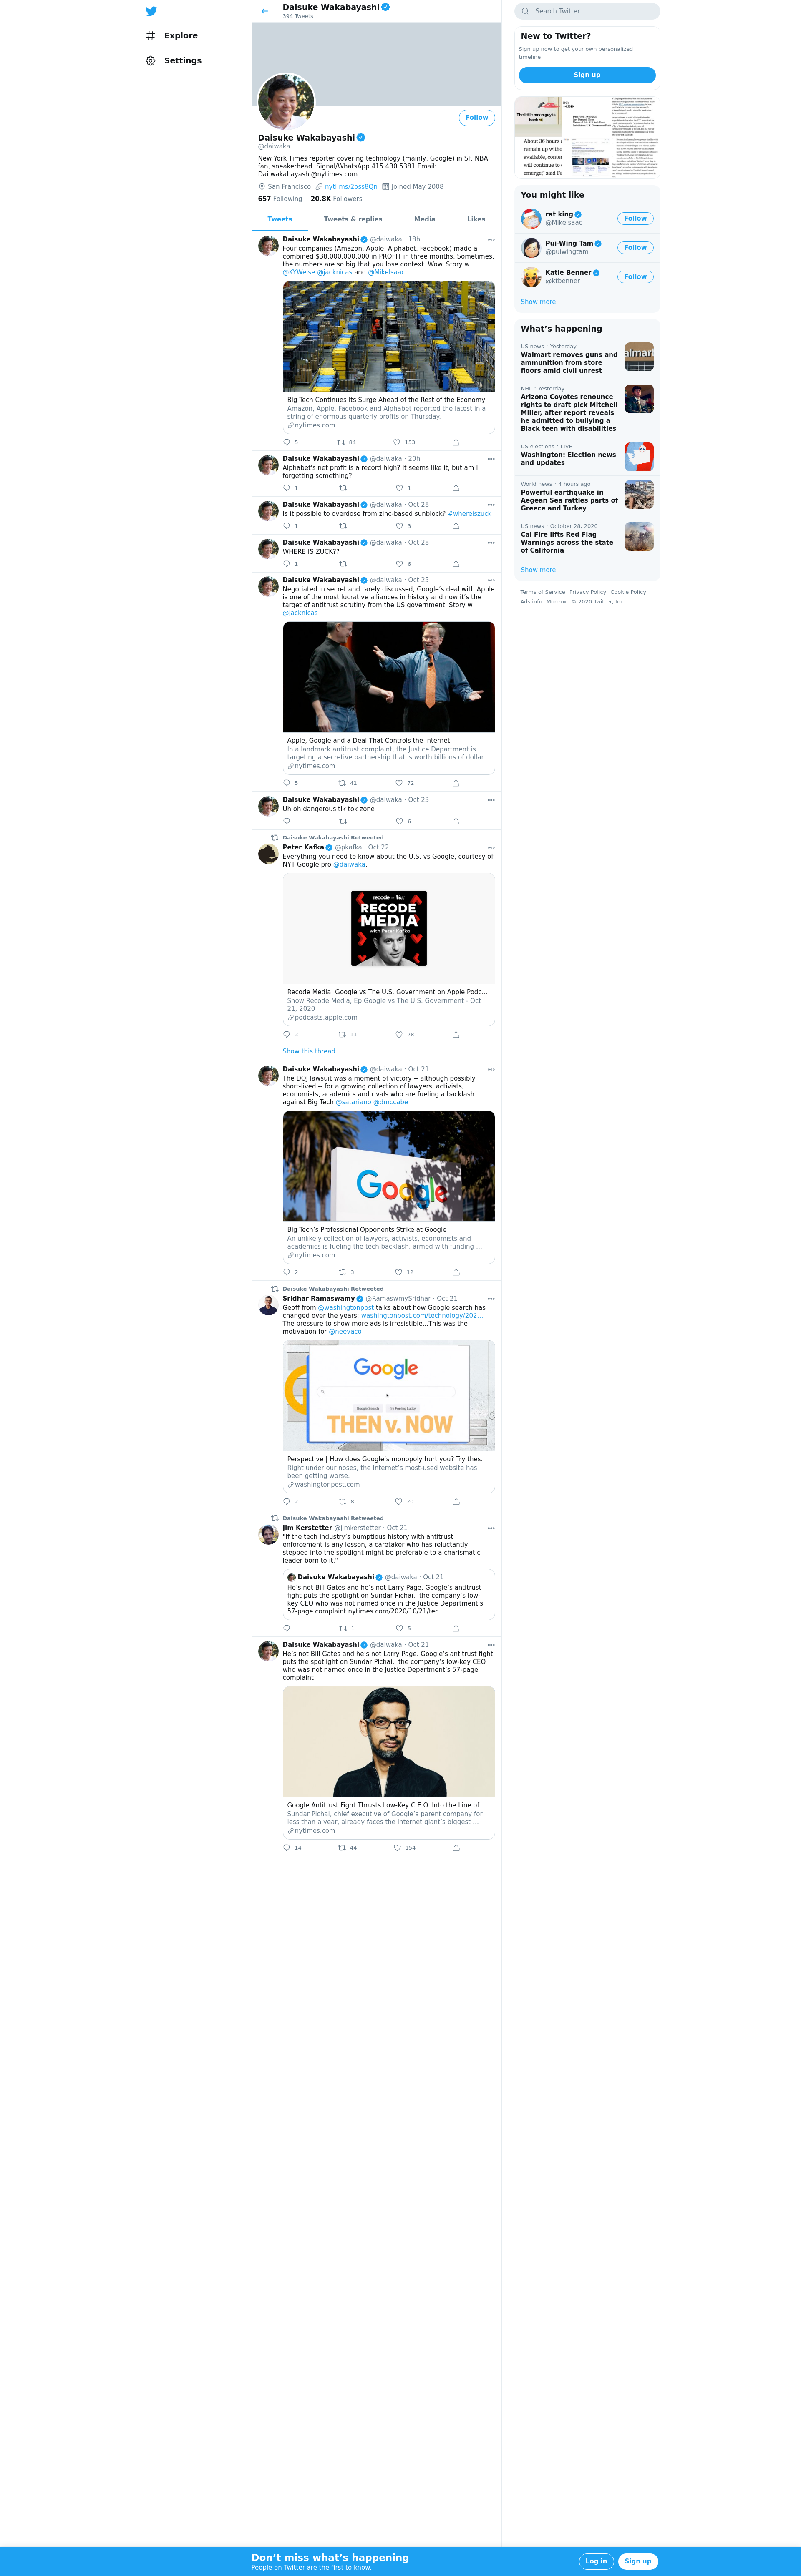 Explore
Settings
Daisuke Wakabayashi
394 Tweets
Follow
Daisuke Wakabayashi
@daiwaka
New York Times reporter covering technology (mainly, Google) in SF. NBA
fan, sneakerhead. Signal/WhatsApp 415 430 5381 Email:
Dai.wakabayashi@nytimes.com
San Francisco nyti.ms/2oss8Qn Joined May 2008
657 Following 20.8K Followers
Tweets Tweets & replies Media Likes
Daisuke Wakabayashi @daiwaka · 18h
Four companies (Amazon, Apple, Alphabet, Facebook) made a
combined $38,000,000,000 in PROFIT in three months. Sometimes,
the numbers are so big that you lose context. Wow. Story w
@KYWeise @jacknicas and @MikeIsaac
Big Tech Continues Its Surge Ahead of the Rest of the Economy
Amazon, Apple, Facebook and Alphabet reported the latest in a
string of enormous quarterly profits on Thursday.
nytimes.com
5 84 153
Daisuke Wakabayashi @daiwaka · 20h
Alphabet's net profit is a record high? It seems like it, but am I
forgetting something?
1 1
Daisuke Wakabayashi @daiwaka · Oct 28
Is it possible to overdose from zinc-based sunblock? #whereiszuck
1 3
Daisuke Wakabayashi @daiwaka · Oct 28
WHERE IS ZUCK??
1 6
Daisuke Wakabayashi @daiwaka · Oct 25
Negotiated in secret and rarely discussed, Google's deal with Apple
is one of the most lucrative alliances in history and now it's the
target of antitrust scrutiny from the US government. Story w
@jacknicas
Apple, Google and a Deal That Controls the Internet
In a landmark antitrust complaint, the Justice Department is
targeting a secretive partnership that is worth billions of dollar...
nytimes.com
5 41 72
Daisuke Wakabayashi @daiwaka · Oct 23
Uh oh dangerous tik tok zone
6
Daisuke Wakabayashi Retweeted
Peter Kafka @pkafka · Oct 22
Everything you need to know about the U.S. vs Google, courtesy of
NYT Google pro @daiwaka.
recode
RECODE
MEDIA
with Peter Kafka
Recode Media: Google vs The U.S. Government on Apple Podc...
Show Recode Media, Ep Google vs The U.S. Government - Oct
21, 2020
podcasts.apple.com
3 11 28
Show this thread
Daisuke Wakabayashi @daiwaka · Oct 21
The DOJ lawsuit was a moment of victory -- although possibly
short-lived -- for a growing collection of lawyers, activists,
economists, academics and rivals who are fueling a backlash
against Big Tech @satariano @dmccabe
Google
Big Tech's Professional Opponents Strike at Google
An unlikely collection of lawyers, activists, economists and
academics is fueling the tech backlash, armed with funding ...
nytimes.com
2 3 12
Daisuke Wakabayashi Retweeted
Sridhar Ramaswamy @RamaswmySridhar · Oct 21
Geoff from @washingtonpost talks about how Google search has
changed over the years: washingtonpost.com/technology/202...
The pressure to show more ads is irresistible...This was the
motivation for @neevaco
Google
Google Search I'm Feeling Lucky
THEN v. NOW
Perspective | How does Google's monopoly hurt you? Try thes...
Right under our noses, the Internet's most-used website has
been getting worse.
washingtonpost.com
2 8 20
Daisuke Wakabayashi Retweeted
Jim Kerstetter @jimkerstetter · Oct 21
"If the tech industry's bumptious history with antitrust
enforcement is any lesson, a caretaker who has reluctantly
stepped into the spotlight might be preferable to a charismatic
leader born to it."
Daisuke Wakabayashi @daiwaka · Oct 21
He's not Bill Gates and he's not Larry Page. Google's antitrust
fight puts the spotlight on Sundar Pichai, the company's low-
key CEO who was not named once in the Justice Department's
57-page complaint nytimes.com/2020/10/21/tec...
1 5
Daisuke Wakabayashi @daiwaka · Oct 21
He's not Bill Gates and he's not Larry Page. Google's antitrust fight
puts the spotlight on Sundar Pichai, the company's low-key CEO
who was not named once in the Justice Department's 57-page
complaint
Google Antitrust Fight Thrusts Low-Key C.E.O. Into the Line of ...
Sundar Pichai, chief executive of Google's parent company for
less than a year, already faces the internet giant's biggest ...
nytimes.com
14 44 154
Search Twitter
New to Twitter?
Sign up now to get your own personalized
timeline!
Sign up
The little mean guy is
back
About 36 hours
remain up witho
available, conter
will continue to
emerge," said Fa
You might like
rat king
@MikeIsaac
Follow
Pui-Wing Tam
@puiwingtam
Follow
Katie Benner
@ktbenner
Follow
Show more
What's happening
US news · Yesterday
Walmart removes guns and
ammunition from store
floors amid civil unrest
NHL · Yesterday
Arizona Coyotes renounce
rights to draft pick Mitchell
Miller, after report reveals
he admitted to bullying a
Black teen with disabilities
US elections · LIVE
Washington: Election news
and updates
World news · 4 hours ago
Powerful earthquake in
Aegean Sea rattles parts of
Greece and Turkey
US news · October 28, 2020
Cal Fire lifts Red Flag
Warnings across the state
of California
Show more
Terms of Service Privacy Policy Cookie Policy
Ads info More © 2020 Twitter, Inc.
Don't miss what's happening
People on Twitter are the first to know.
Log in Sign up